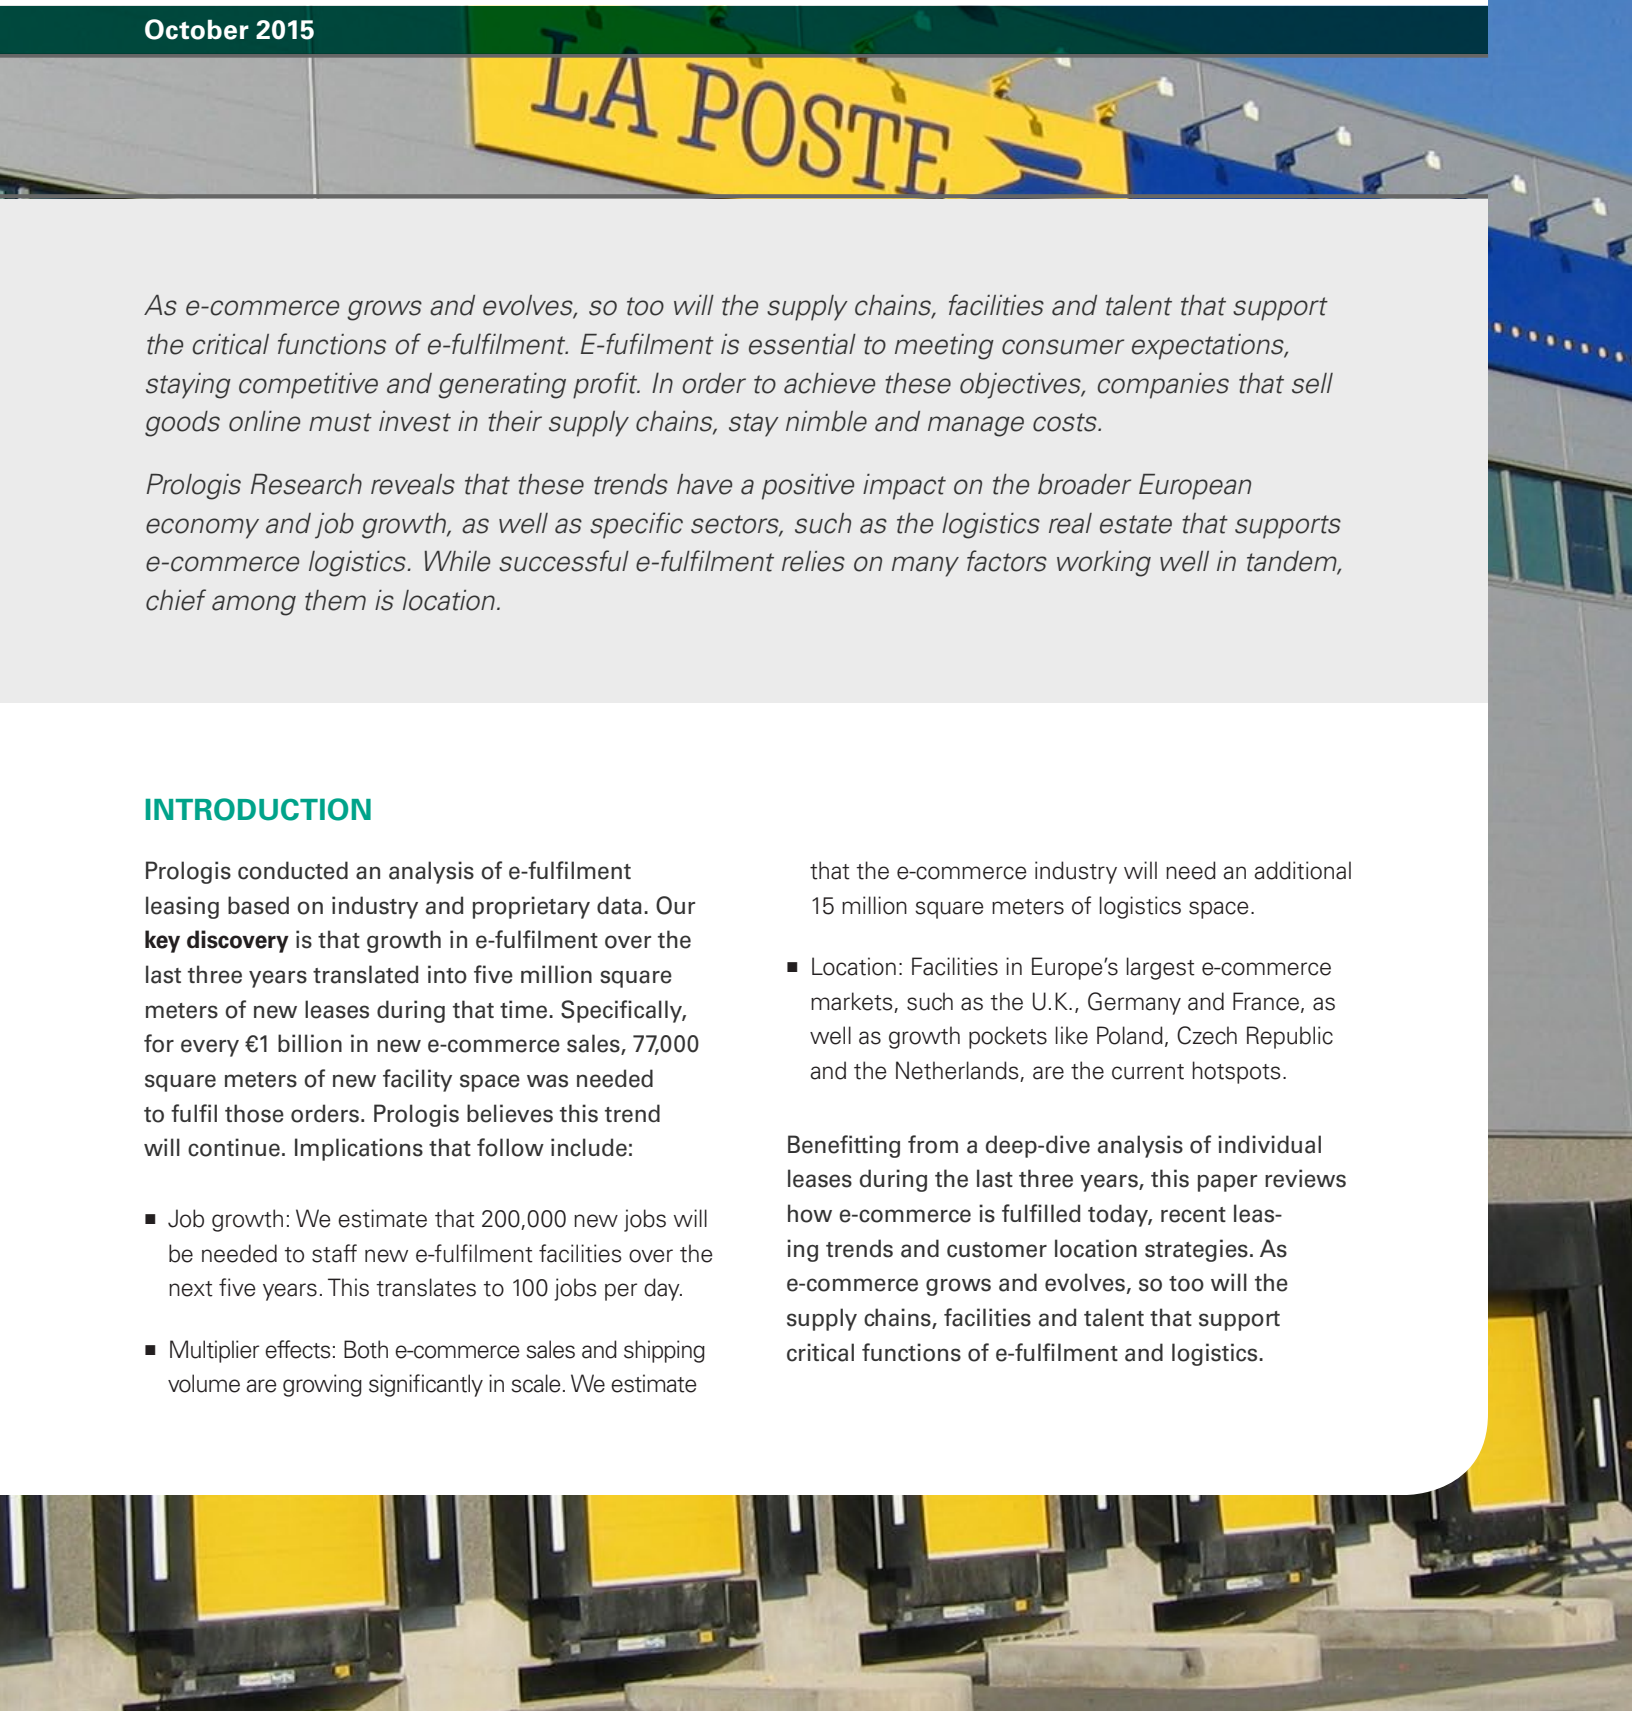 October 2015
LA POSTE
As e-commerce grows and evolves, so too will the supply chains, facilities and talent that support
the critical functions of e-fulfilment. E-fufilment is essential to meeting consumer expectations,
staying competitive and generating profit. In order to achieve these objectives, companies that sell
goods online must invest in their supply chains, stay nimble and manage costs.
Prologis Research reveals that these trends have a positive impact on the broader European
economy and job growth, as well as specific sectors, such as the logistics real estate that supports
e-commerce logistics. While successful e-fulfilment relies on many factors working well in tandem,
chief among them is location.
INTRODUCTION
Prologis conducted an analysis of e-fulfilment
leasing based on industry and proprietary data. Our
key discovery is that growth in e-fulfilment over the
last three years translated into five million square
meters of new leases during that time. Specifically,
for every €1 billion in new e-commerce sales, 77,000
square meters of new facility space was needed
to fulfil those orders. Prologis believes this trend
will continue. Implications that follow include:
■ Job growth: We estimate that 200,000 new jobs will
be needed to staff new e-fulfilment facilities over the
next five years. This translates to 100 jobs per day.
■ Multiplier effects: Both e-commerce sales and shipping
volume are growing significantly in scale. We estimate
that the e-commerce industry will need an additional
15 million square meters of logistics space.
■ Location: Facilities in Europe's largest e-commerce
markets, such as the U.K., Germany and France, as
well as growth pockets like Poland, Czech Republic
and the Netherlands, are the current hotspots.
Benefitting from a deep-dive analysis of individual
leases during the last three years, this paper reviews
how e-commerce is fulfilled today, recent leas-
ing trends and customer location strategies. As
e-commerce grows and evolves, so too will the
supply chains, facilities and talent that support
critical functions of e-fulfilment and logistics.